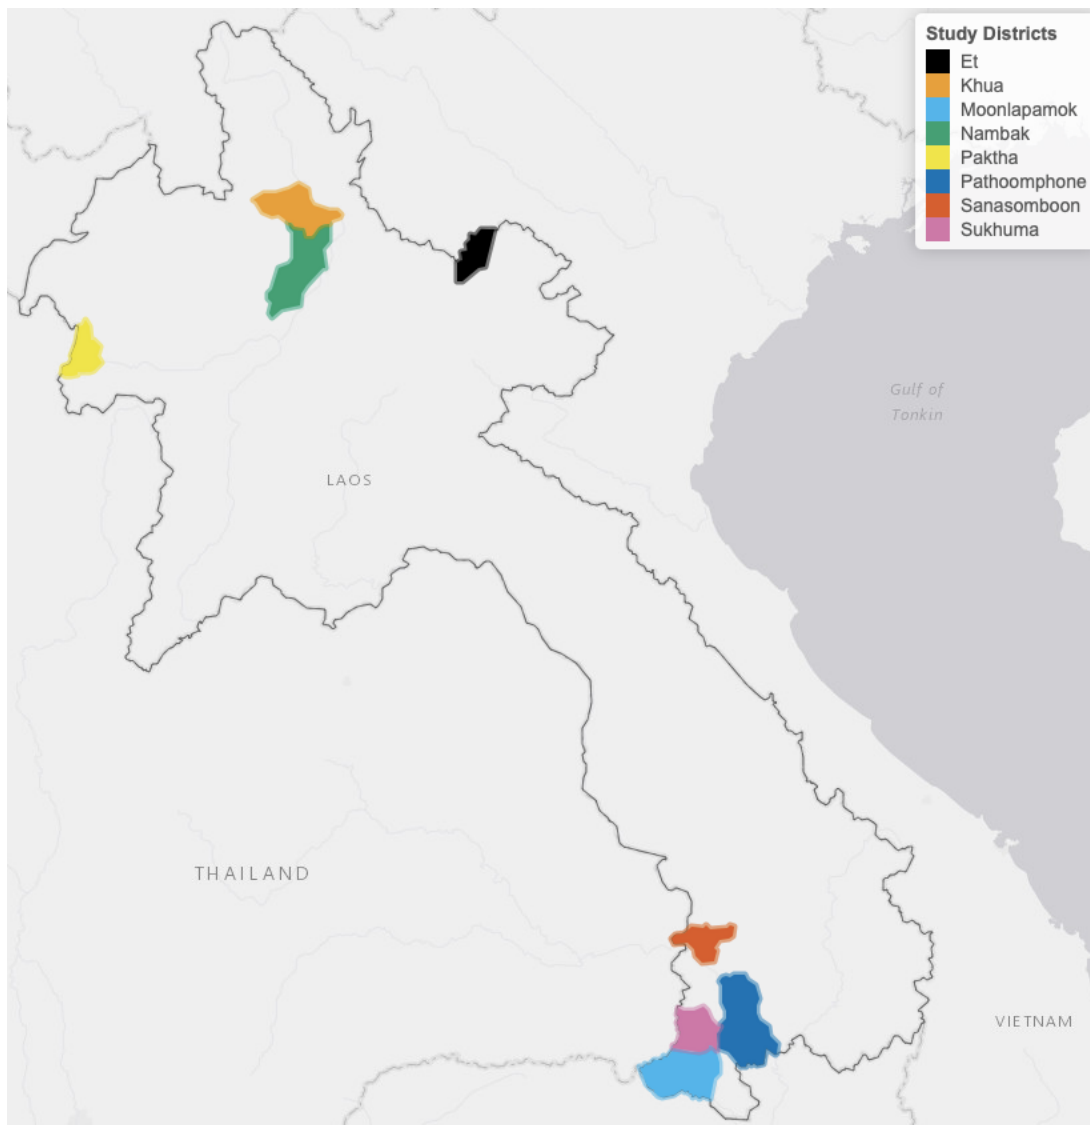 Study Districts
Et
Khua
Moonlapamok
Nambak
Paktha
Pathoomphone
Sanasomboon
Sukhuma
Gulf of
Tonkin
LAOS
THAILAND
VIETNAM